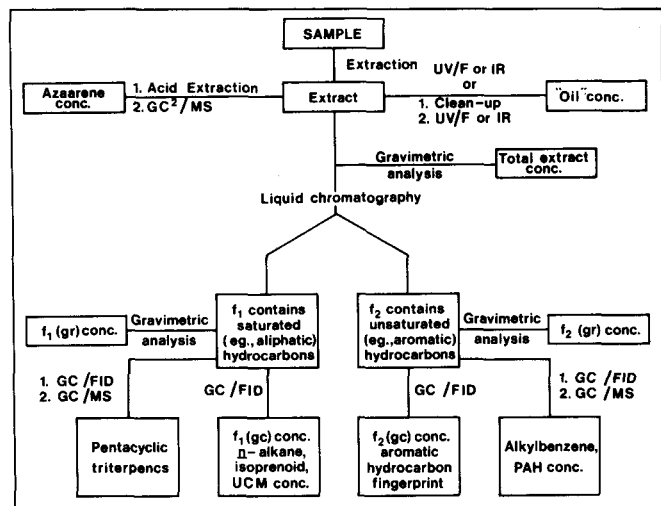 SAMPLE
Extraction
Azaarene
conc.
1. Acid Extraction
2. GC²/MS
Extract
UV/F or IR
or
1. Clean-up
2. UV/F or IR
"Oil" conc.
Gravimetric
analysis
Total extract
conc.
Liquid chromatography
f₁ (gr) conc.
Gravimetric
analysis
f₁ contains
saturated
(eg., aliphatic)
hydrocarbons
f₂ contains
unsaturated
(eg., aromatic)
hydrocarbons
Gravimetric
analysis
f₂ (gr) conc.
1. GC /FID
2. GC /MS
GC /FID
GC /FID
1. GC /FID
2. GC /MS
Pentacyclic
triterpencs
f₁ (gc) conc.
n-alkane,
isoprenoid,
UCM conc.
f₂ (gc) conc.
aromatic
hydrocarbon
fingerprint
Alkylbenzene,
PAH conc.